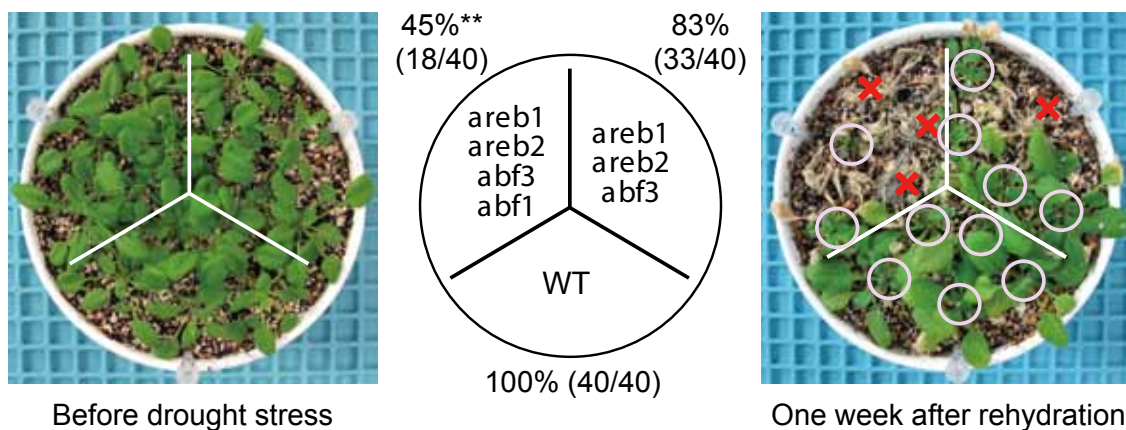 45%** 83%
(18/40) (33/40)
areb1
areb2
abf3
abf1
areb1
areb2
abf3
WT
100% (40/40)
Before drought stress
One week after rehydration